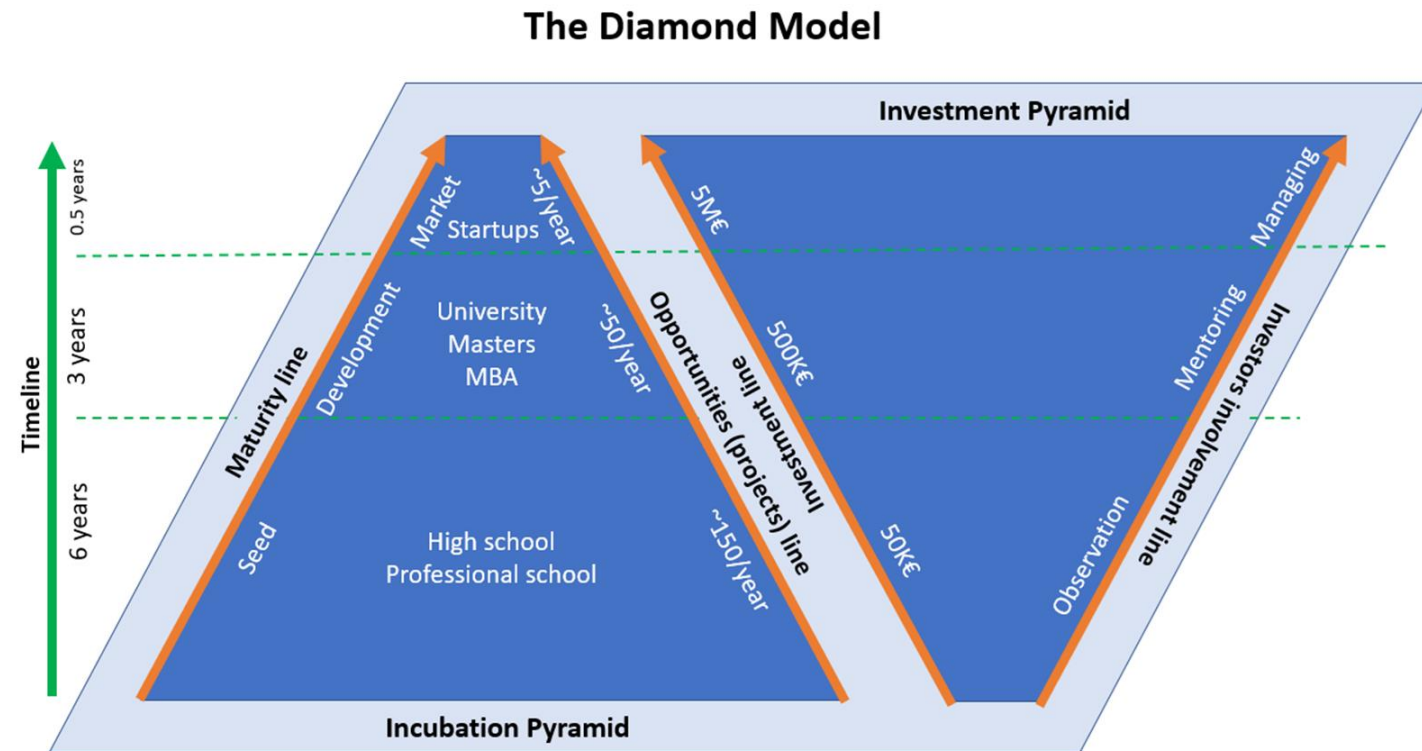 The Diamond Model
Investment Pyramid
Timeline
0.5 years
3 years
6 years
Maturity line
Market
Development
Seed
Startups
University
Masters
MBA
High school
Professional school
~5/year
~50/year
~150/year
Opportunities (projects) line
Investment line
5M€
500K€
50K€
Managing
Mentoring
Observation
Investors involvement line
Incubation Pyramid